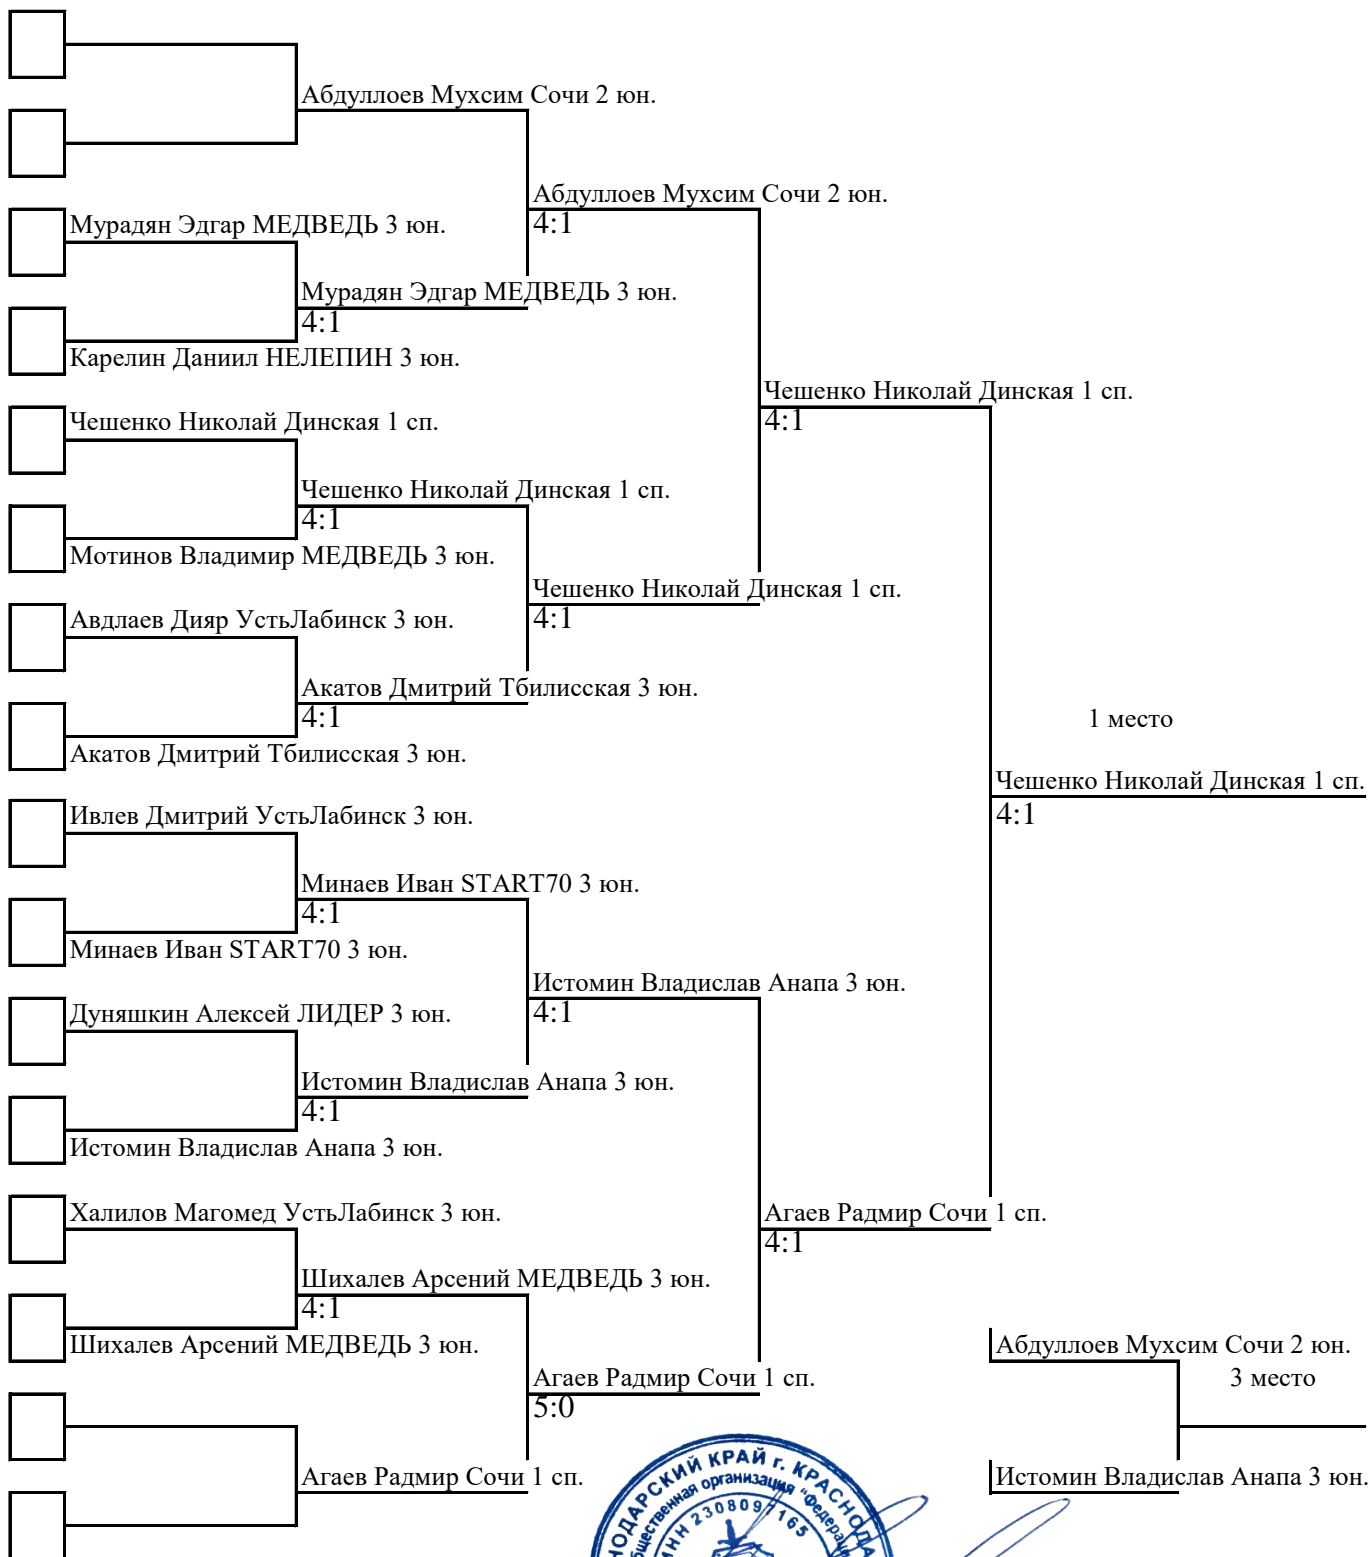 Абдуллоев Мухсим Сочи 2 юн.
Абдуллоев Мухсим Сочи 2 юн.
4:1
Мурадян Эдгар МЕДВЕДЬ 3 юн.
Мурадян Эдгар МЕДВЕДЬ 3 юн.
4:1
Карелин Даниил НЕЛЕПИН 3 юн.
Чешенко Николай Динская 1 сп.
4:1
Чешенко Николай Динская 1 сп.
Чешенко Николай Динская 1 сп.
4:1
Мотинов Владимир МЕДВЕДЬ 3 юн.
Чешенко Николай Динская 1 сп.
4:1
Авдлаев Дияр УстьЛабинск 3 юн.
Акатов Дмитрий Тбилисская 3 юн.
4:1
1 место
Акатов Дмитрий Тбилисская 3 юн.
Чешенко Николай Динская 1 сп.
4:1
Ивлев Дмитрий УстьЛабинск 3 юн.
Минаев Иван START70 3 юн.
4:1
Минаев Иван START70 3 юн.
Истомин Владислав Анапа 3 юн.
4:1
Дуняшкин Алексей ЛИДЕР 3 юн.
Истомин Владислав Анапа 3 юн.
4:1
Истомин Владислав Анапа 3 юн.
Халилов Магомед УстьЛабинск 3 юн.
Агаев Радмир Сочи 1 сп.
4:1
Шихалев Арсений МЕДВЕДЬ 3 юн.
4:1
Шихалев Арсений МЕДВЕДЬ 3 юн.
Абдуллоев Мухсим Сочи 2 юн.
Агаев Радмир Сочи 1 сп.
3 место
5:0
Агаев Радмир Сочи 1 сп.
Истомин Владислав Анапа 3 юн.
КРАЙ г.
организация
ИНН 2308097165